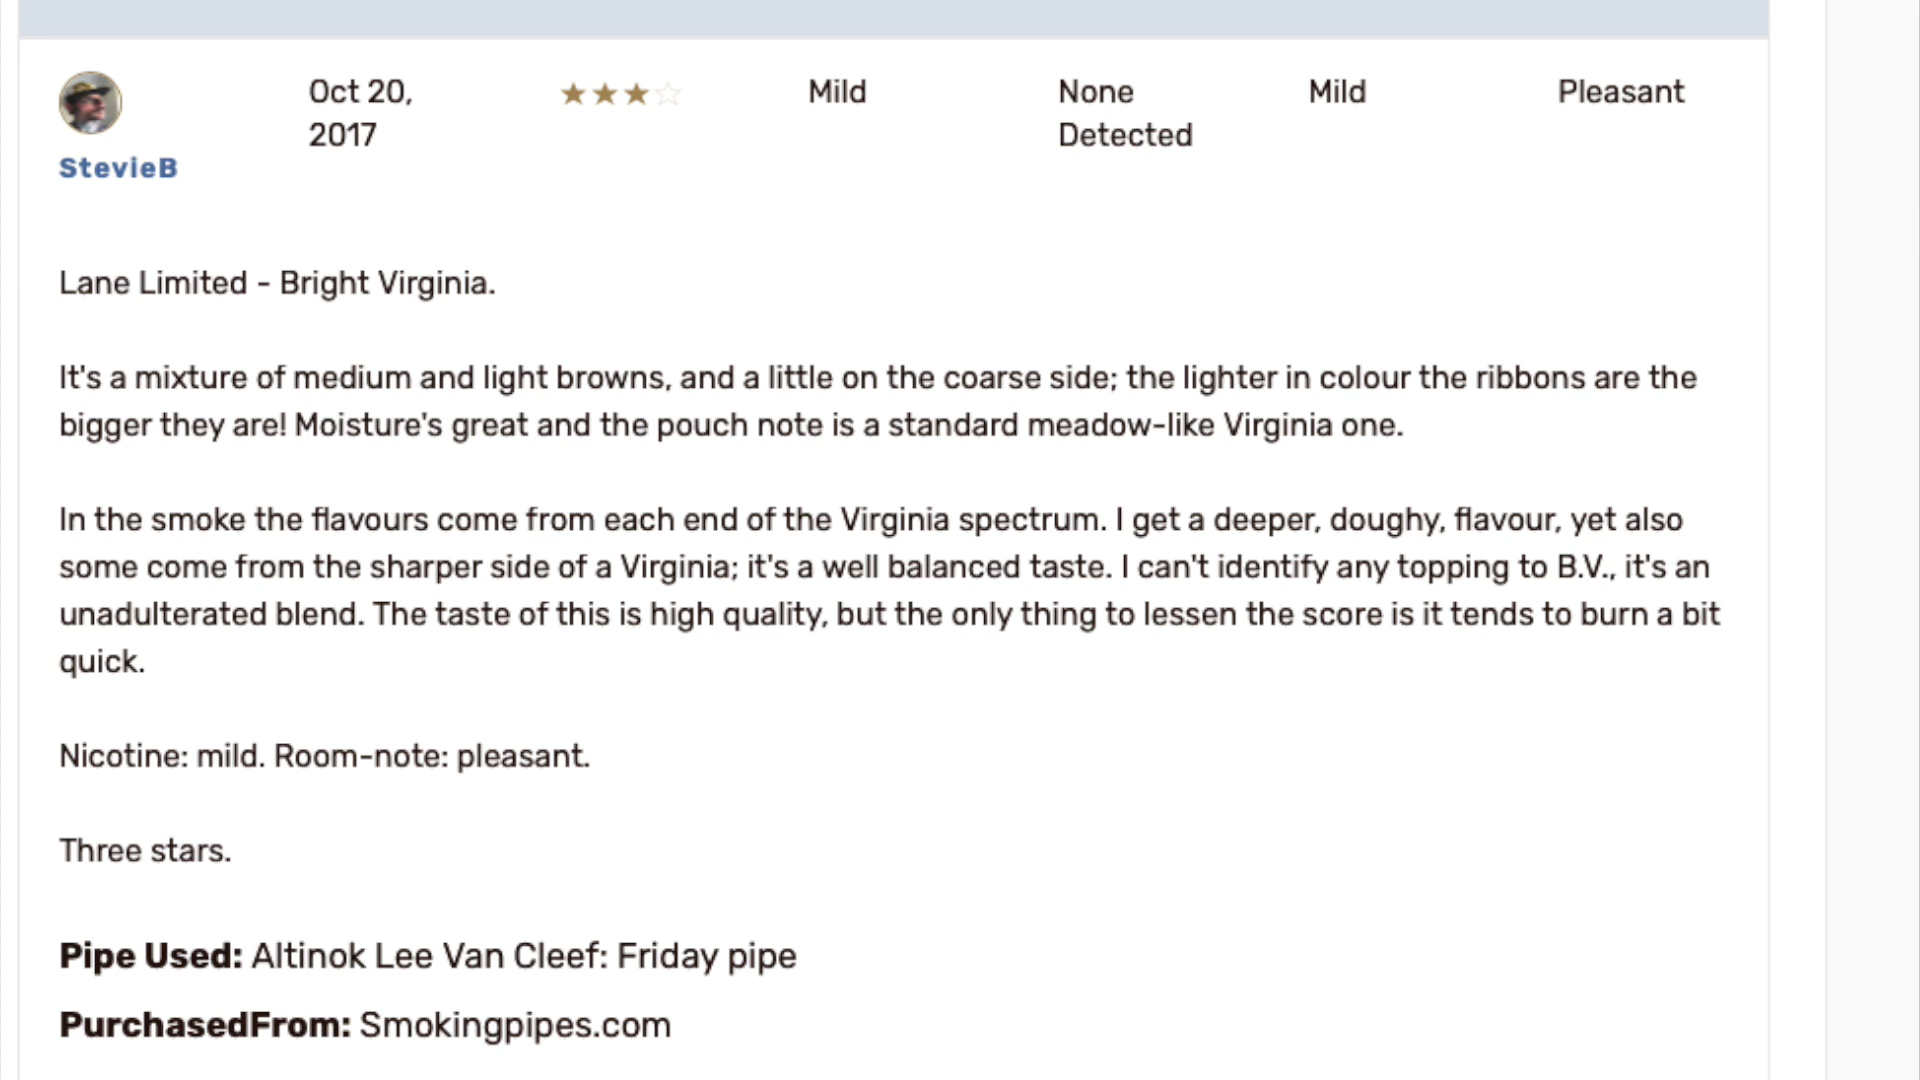 StevieB
Oct 20,
2017
Mild
None
Detected
Mild
Pleasant
Lane Limited - Bright Virginia.
It's a mixture of medium and light browns, and a little on the coarse side; the lighter in colour the ribbons are the
bigger they are! Moisture's great and the pouch note is a standard meadow-like Virginia one.
In the smoke the flavours come from each end of the Virginia spectrum. I get a deeper, doughy, flavour, yet also
some come from the sharper side of a Virginia; it's a well balanced taste. I can't identify any topping to B.V., it's an
unadulterated blend. The taste of this is high quality, but the only thing to lessen the score is it tends to burn a bit
quick.
Nicotine: mild. Room-note: pleasant.
Three stars.
Pipe Used: Altinok Lee Van Cleef: Friday pipe
PurchasedFrom: Smokingpipes.com